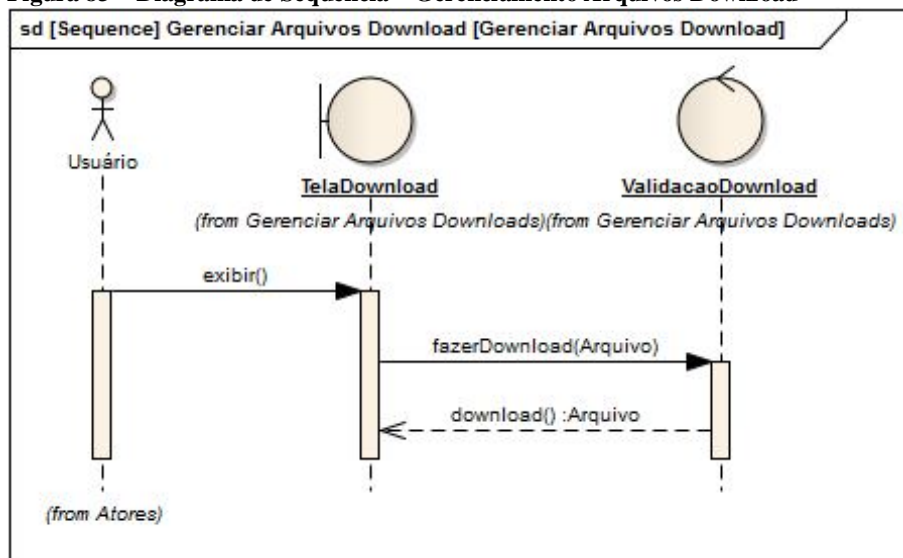 sd [Sequence] Gerenciar Arquivos Download [Gerenciar Arquivos Download]
Usuário
TelaDownload
ValidacaoDownload
(from Gerenciar Arquivos Downloads)(from Gerenciar Arquivos Downloads)
exibir()
fazerDownload(Arquivo)
download() :Arquivo
(from Atores)